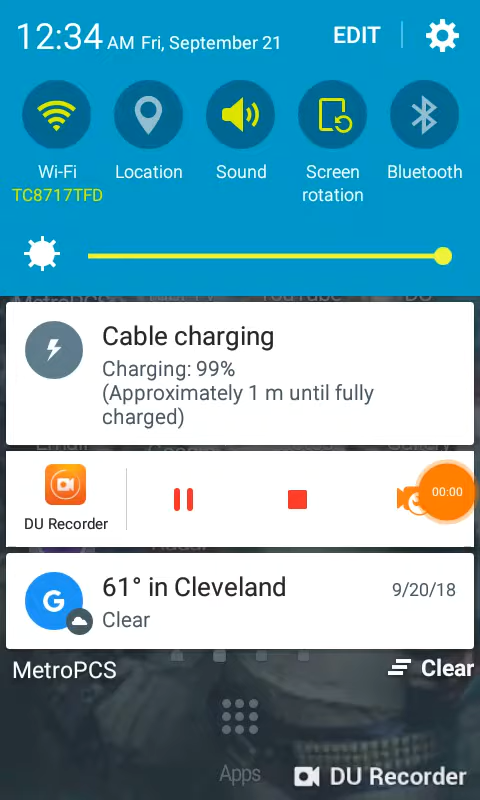 12:34 AM Fri, September 21 EDIT
Wi-Fi Location Sound Screen rotation Bluetooth
TC8717TFD
Cable charging
Charging: 99%
(Approximately 1 m until fully
charged)
00:00
DU Recorder
G 61° in Cleveland 9/20/18
Clear
MetroPCS Clear
Apps
DU Recorder